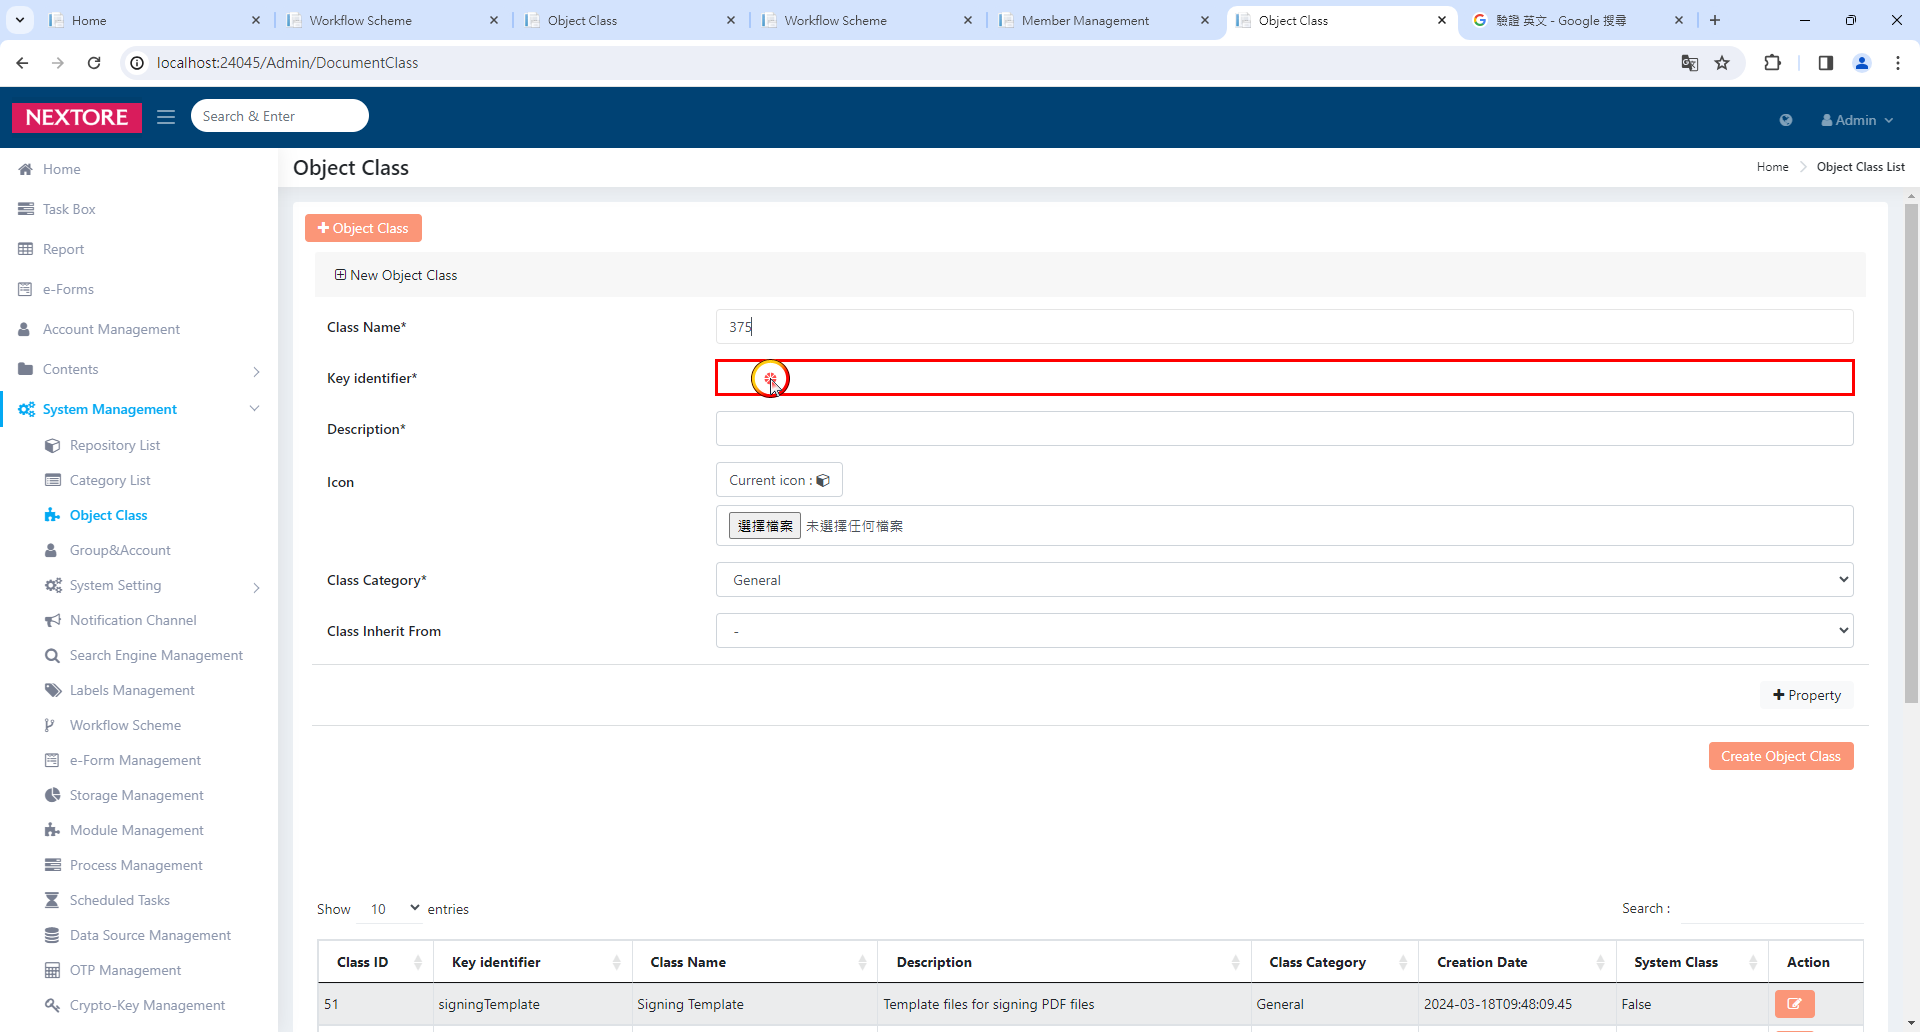 Home
Workflow Scheme
Object Class
Workflow Scheme
Member Management
Object Class
驗證 英文 - Google 搜尋
localhost:24045/Admin/DocumentClass
NEXTORE
Search & Enter
Admin
Home
Task Box
Report
e-Forms
Account Management
Contents
System Management
Repository List
Category List
Object Class
Group&Account
System Setting
Notification Channel
Search Engine Management
Labels Management
Workflow Scheme
e-Form Management
Storage Management
Module Management
Process Management
Scheduled Tasks
Data Source Management
OTP Management
Crypto-Key Management
Object Class
Home
Object Class List
Object Class
New Object Class
Class Name*
375
Key identifier*
Description*
Icon
Current icon :
選擇檔案 未選擇任何檔案
Class Category*
General
Class Inherit From
-
Property
Create Object Class
Show 10 entries
Search :
Class ID Key identifier Class Name Description Class Category Creation Date System Class Action
51 signingTemplate Signing Template Template files for signing PDF files General 2024-03-18T09:48:09.45 False